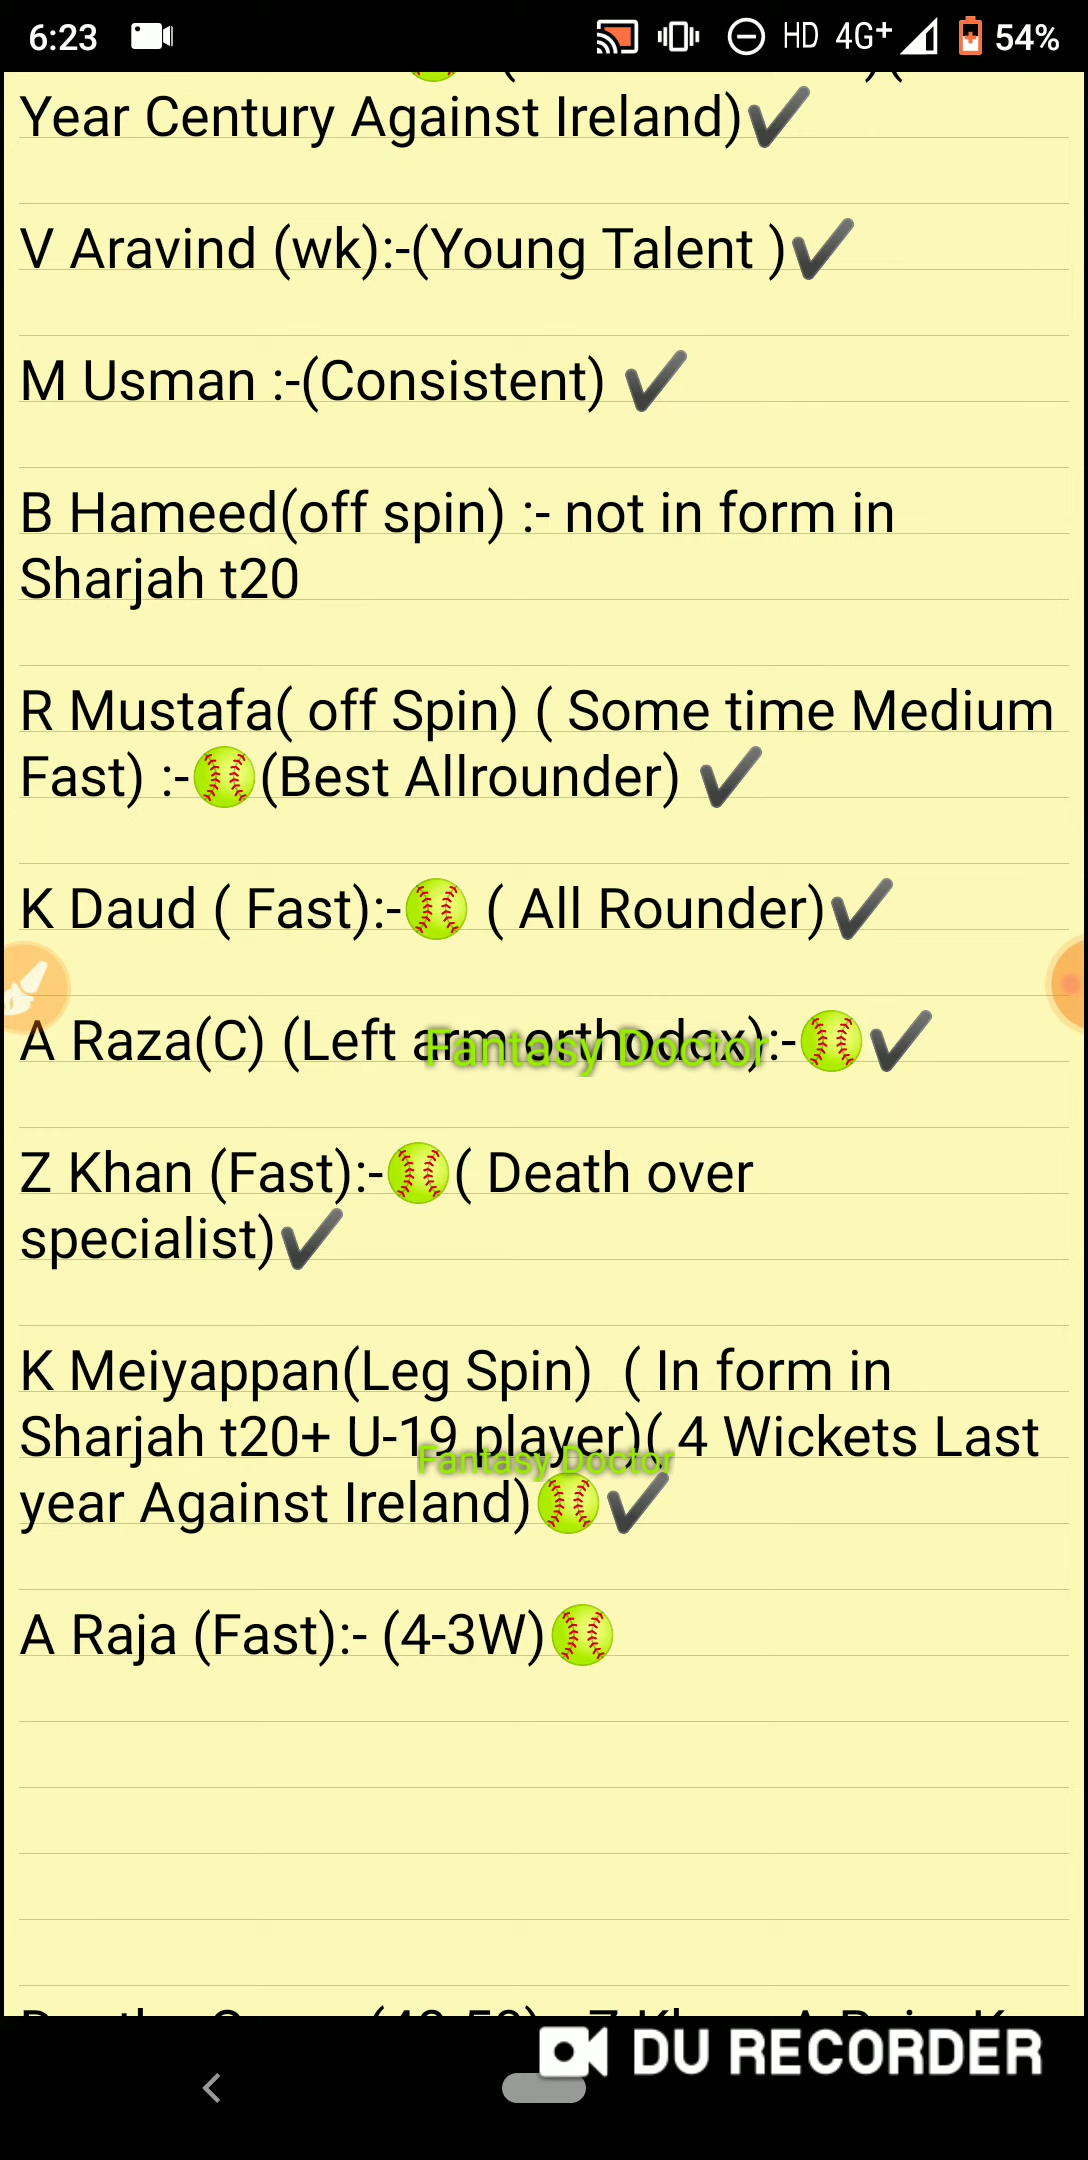 6:23 HD 4G+ 54%
Year Century Against Ireland)✔
V Aravind (wk):-(Young Talent )✔
M Usman :-(Consistent) ✔
B Hameed(off spin) :- not in form in
Sharjah t20
R Mustafa( off Spin) ( Some time Medium
Fast) :-🥎(Best Allrounder) ✔
K Daud ( Fast):-🥎 ( All Rounder)✔
A Raza(C) (Left arm orthodox):-🥎✔
Fantasy Doctor
Z Khan (Fast):-🥎( Death over
specialist)✔
K Meiyappan(Leg Spin)  ( In form in
Sharjah t20+ U-19 player)( 4 Wickets Last
Fantasy Doctor
year Against Ireland)🥎✔
A Raja (Fast):- (4-3W)🥎
DU RECORDER